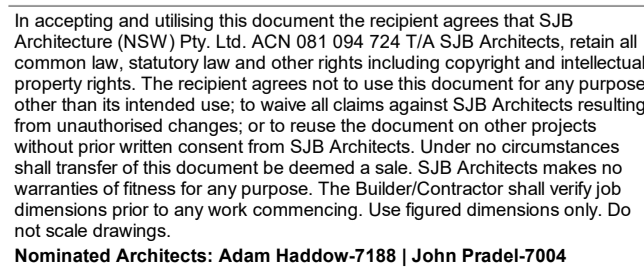 In accepting and utilising this document the recipient agrees that SJB
Architecture (NSW) Pty. Ltd. ACN 081 094 724 T/A SJB Architects, retain all
common law, statutory law and other rights including copyright and intellectual
property rights. The recipient agrees not to use this document for any purpose
other than its intended use; to waive all claims against SJB Architects resulting
from unauthorised changes; or to reuse the document on other projects
without prior written consent from SJB Architects. Under no circumstances
shall transfer of this document be deemed a sale. SJB Architects makes no
warranties of fitness for any purpose. The Builder/Contractor shall verify job
dimensions prior to any work commencing. Use figured dimensions only. Do
not scale drawings.
Nominated Architects: Adam Haddow-7188 | John Pradel-7004